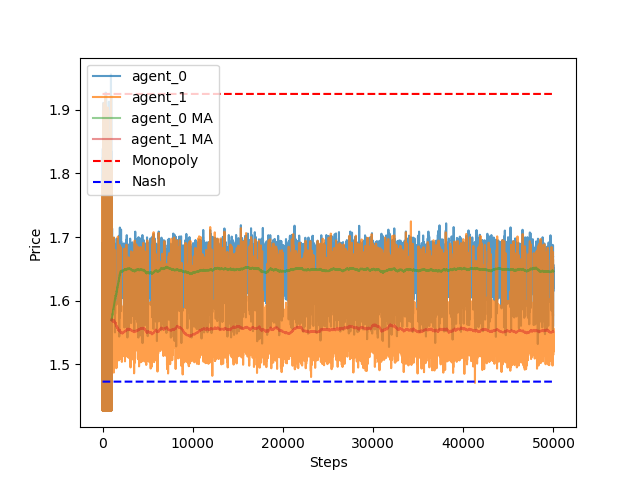 agent_0
agent_1
agent_0 MA
agent_1 MA
Monopoly
Nash
1.9
1.8
1.7
1.6
1.5
Price
0
10000
20000
30000
40000
50000
Steps